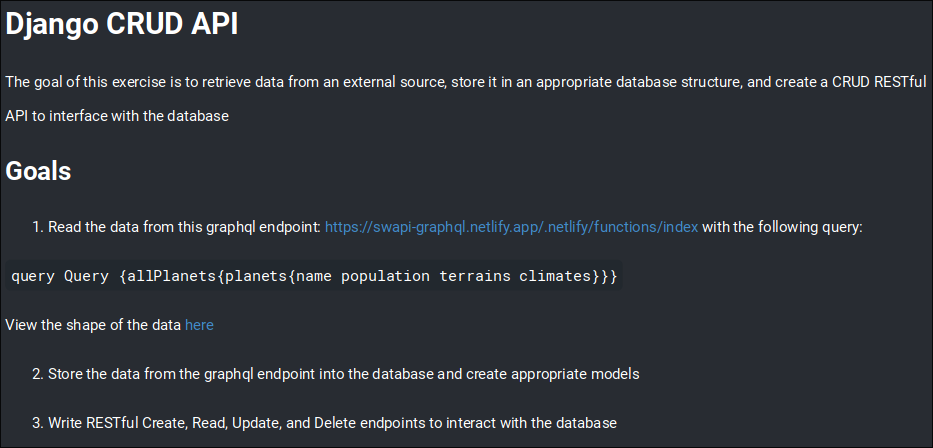 Django CRUD API
The goal of this exercise is to retrieve data from an external source, store it in an appropriate database structure, and create a CRUD RESTful
API to interface with the database
Goals
1. Read the data from this graphql endpoint: https://swapi-graphql.netlify.app/.netlify/functions/index with the following query:
query Query {allPlanets{planets{name population terrains climates}}}
View the shape of the data here
2. Store the data from the graphql endpoint into the database and create appropriate models
3. Write RESTful Create, Read, Update, and Delete endpoints to interact with the database